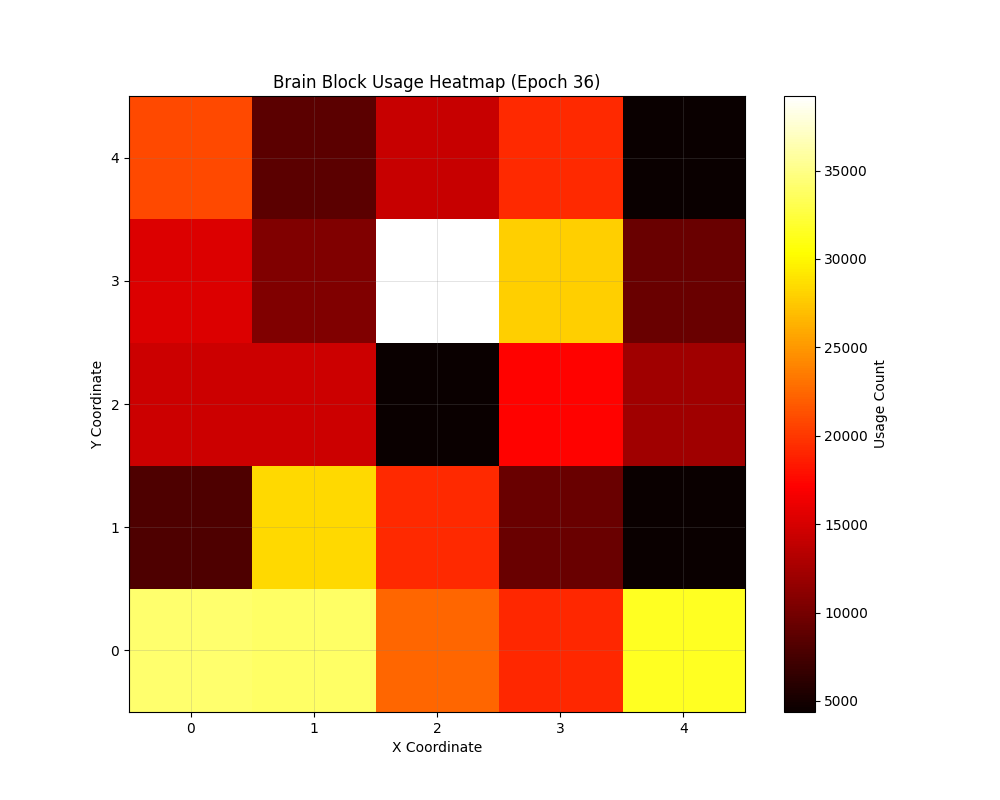 Brain Block Usage Heatmap (Epoch 36)
4
3
2
1
0
Y Coordinate
0 1 2 3 4
X Coordinate
35000
30000
25000
20000
15000
10000
5000
Usage Count